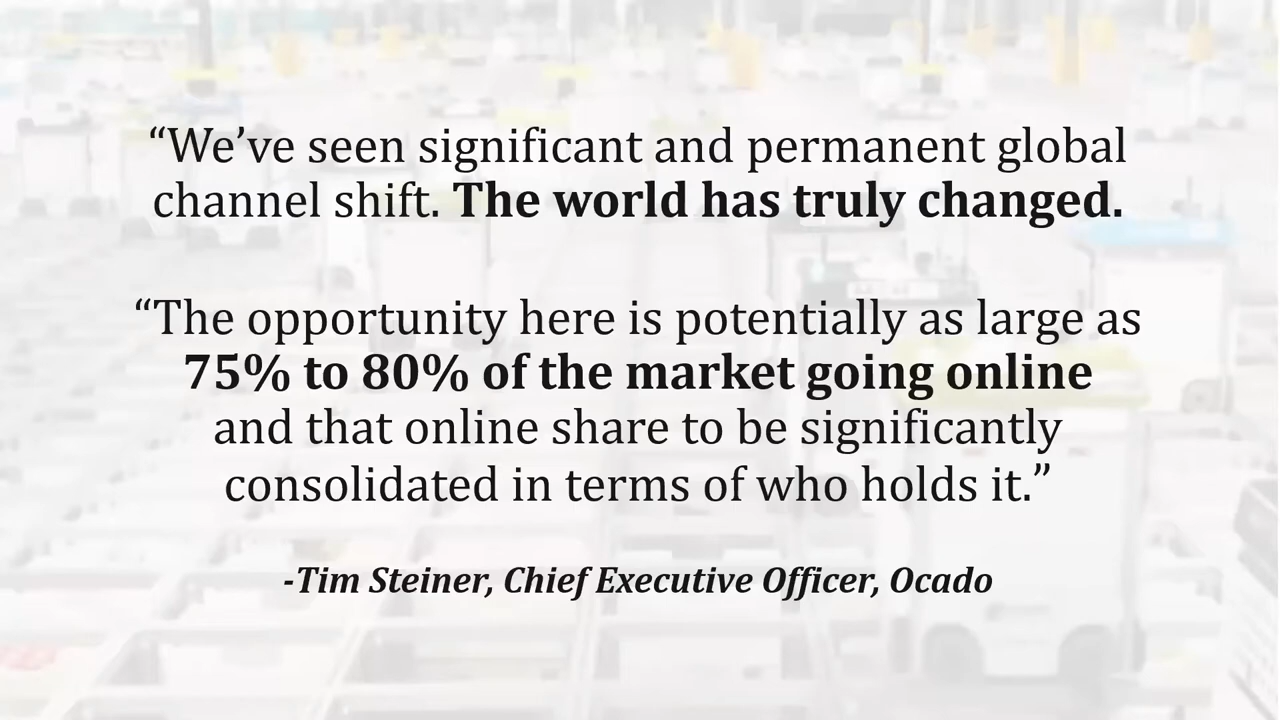 “We’ve seen significant and permanent global
channel shift. The world has truly changed.
“The opportunity here is potentially as large as
75% to 80% of the market going online
and that online share to be significantly
consolidated in terms of who holds it.”
-Tim Steiner, Chief Executive Officer, Ocado